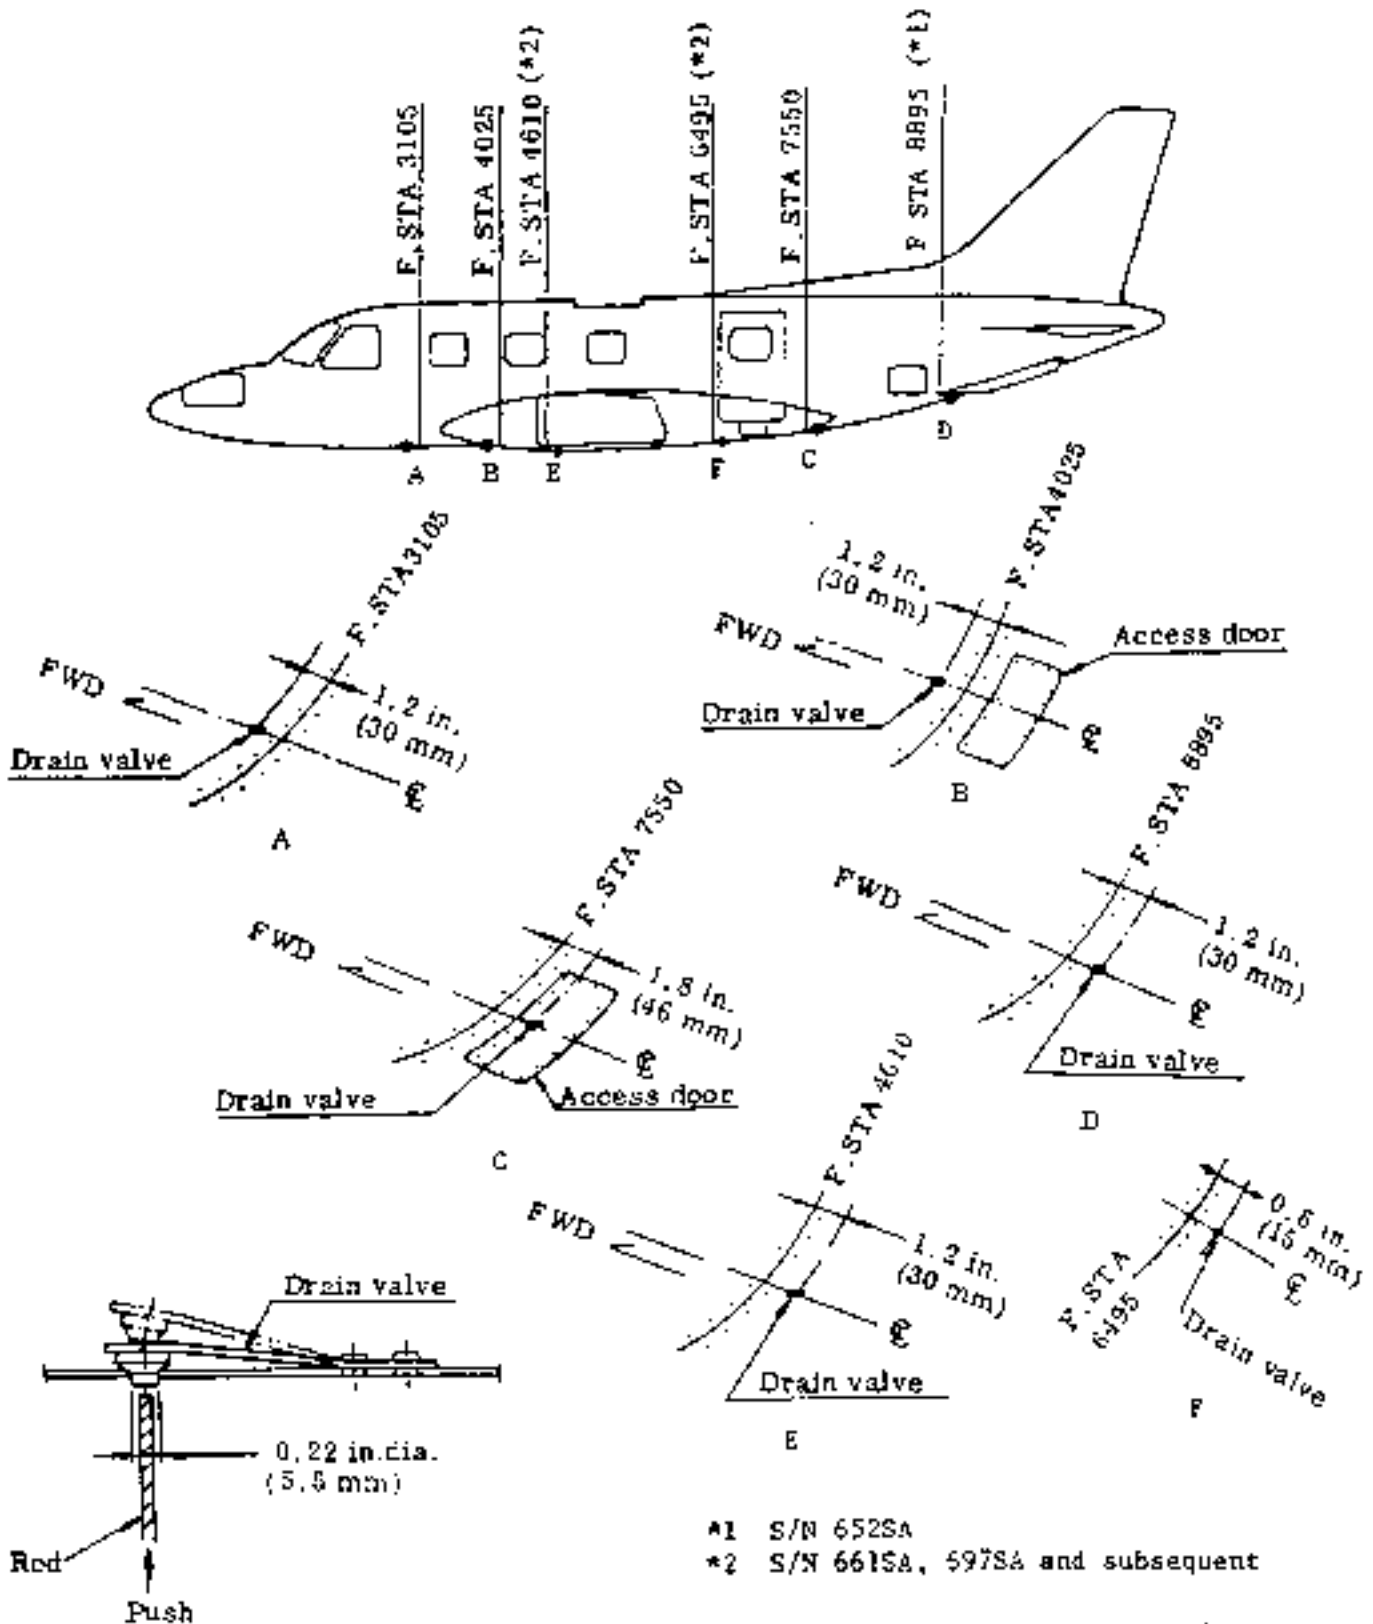 F.STA 3105
F.STA 4025
F.STA 4610 (*2)
F.STA 6495 (*2)
F.STA 7550
F STA 8895 (*1)
A
B
E
F
C
D
F.STA3105
FWD
1.2 in.
(30 mm)
Drain valve
℄
A
F.STA4025
1.2 in.
(30 mm)
FWD
Access door
Drain valve
℄
B
F.STA 7550
FWD
1.8 in.
(46 mm)
℄
Drain valve
Access door
C
F.STA 8895
FWD
1.2 in.
(30 mm)
℄
Drain valve
D
F.STA 4610
FWD
1.2 in.
(30 mm)
℄
Drain valve
E
0.6 in.
(15 mm)
F.STA
6495
℄
Drain valve
F
Drain valve
0.22 in.dia.
(5.5 mm)
Rod
Push
*1 S/N 652SA
*2 S/N 661SA, 697SA and subsequent